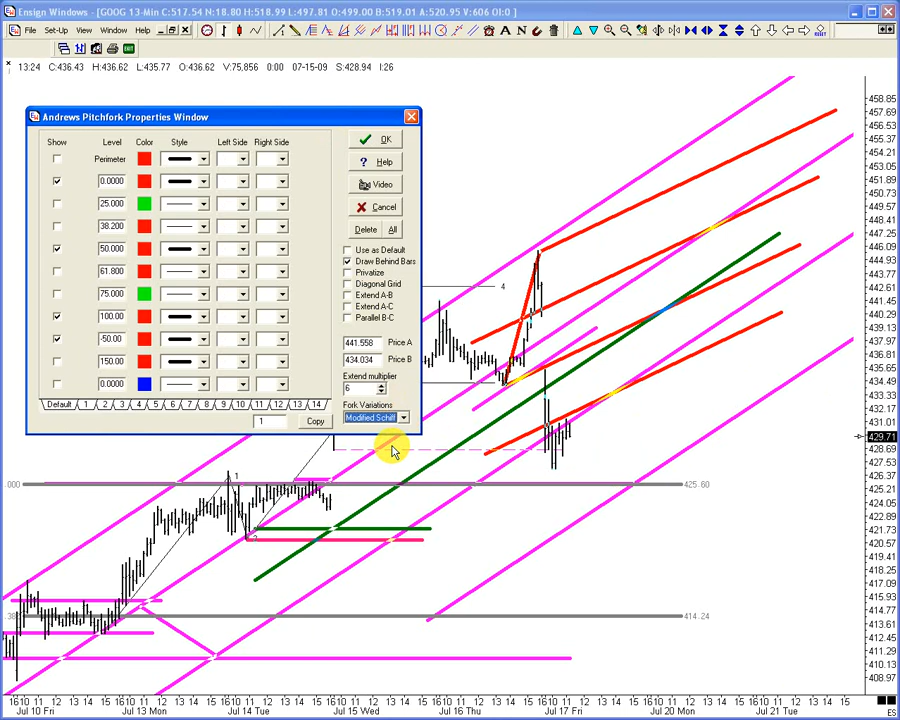 Ensign Windows - [GOOG 13-Min C:517.54 N:18.80 H:518.99 L:497.81 O:499.00 B:519.01 A:520.95 V:606 OI:0 ]
File Set-Up View Window Help
13:24 C:436.43 H:436.62 L:435.77 O:436.62 V:75,856 0:00 07-15-09 S:428.94 I:26
Andrews Pitchfork Properties Window
Show Level Color Style Left Side Right Side
Perimeter
0.0000
25.000
38.200
50.000
61.800
75.000
100.00
-50.00
150.00
0.0000
Default 1 2 3 4 5 6 7 8 9 10 11 12 13 14
1 Copy
OK
Help
Video
Cancel
Delete All
Use as Default
Draw Behind Bars
Privatize
Diagonal Grid
Extend A-B
Extend A-C
Parallel B-C
441.558 Price A
434.034 Price B
Extend multiplier
6
Fork Variations
Modified Schiff
4
1
2
000
425.60
414.24
458.85
457.69
456.53
455.37
454.21
453.05
451.89
450.73
449.57
448.41
447.25
446.09
444.93
443.77
442.61
441.45
440.29
439.13
437.97
436.81
435.65
434.49
433.33
432.17
431.01
429.71
428.69
427.53
426.37
425.21
424.05
422.89
421.73
420.57
419.41
418.25
417.09
415.93
414.77
413.61
412.45
411.29
410.13
408.97
Jul 10 Fri Jul 13 Mon Jul 14 Tue Jul 15 Wed Jul 16 Thu Jul 17 Fri Jul 20 Mon Jul 21 Tue
ES